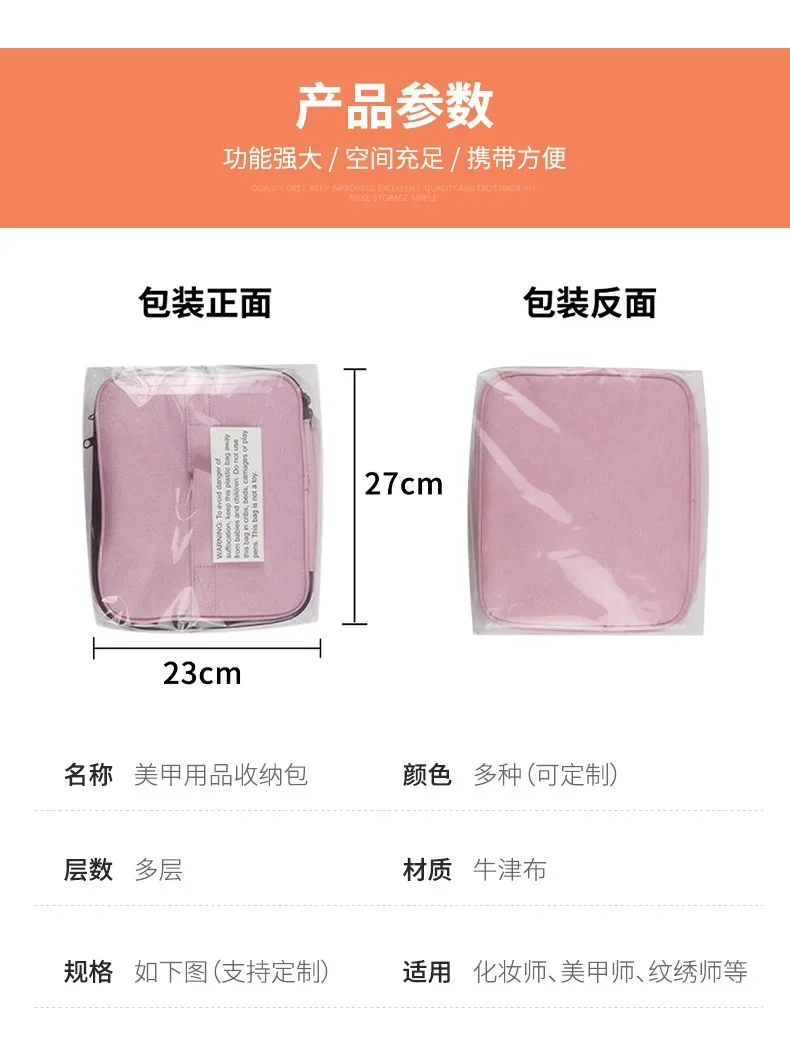 产品参数
功能强大 / 空间充足 / 携带方便
QUALITY FIRST, KEEP IMPROVING, EXCELLENT QUALITY AND TRUSTWORTHY
MAKE STORAGE SIMPLE
包装正面
包装反面
WARNING: To avoid danger of
suffocation, keep this plastic bag away
from babies and children. Do not use
this bag in cribs, beds, carriages or play
pens. This bag is not a toy.
27cm
23cm
名称 美甲用品收纳包
颜色 多种（可定制）
层数 多层
材质 牛津布
规格 如下图（支持定制）
适用 化妆师、美甲师、纹绣师等